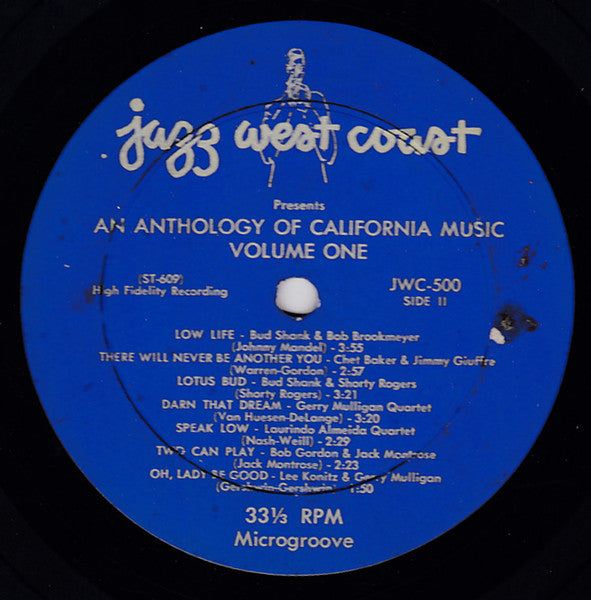 jazz west coast
Presents
AN ANTHOLOGY OF CALIFORNIA MUSIC
VOLUME ONE
(ST-609)
High Fidelity Recording
JWC-500
SIDE II
LOW LIFE - Bud Shank & Bob Brookmeyer
(Johnny Mandel) - 3:55
THERE WILL NEVER BE ANOTHER YOU - Chet Baker & Jimmy Giuffre
(Warren-Gordon) - 2:57
LOTUS BUD - Bud Shank & Shorty Rogers
(Shorty Rogers) - 3:21
DARN THAT DREAM - Gerry Mulligan Quartet
(Van Huesen-DeLange) - 3:20
SPEAK LOW - Laurindo Almeida Quartet
(Nash-Weill) - 2:29
TWO CAN PLAY - Bob Gordon & Jack Montrose
(Jack Montrose) - 2:23
OH, LADY BE GOOD - Lee Konitz & Gerry Mulligan
(Gershwin-Gershwin) - 1:50
33⅓ RPM
Microgroove